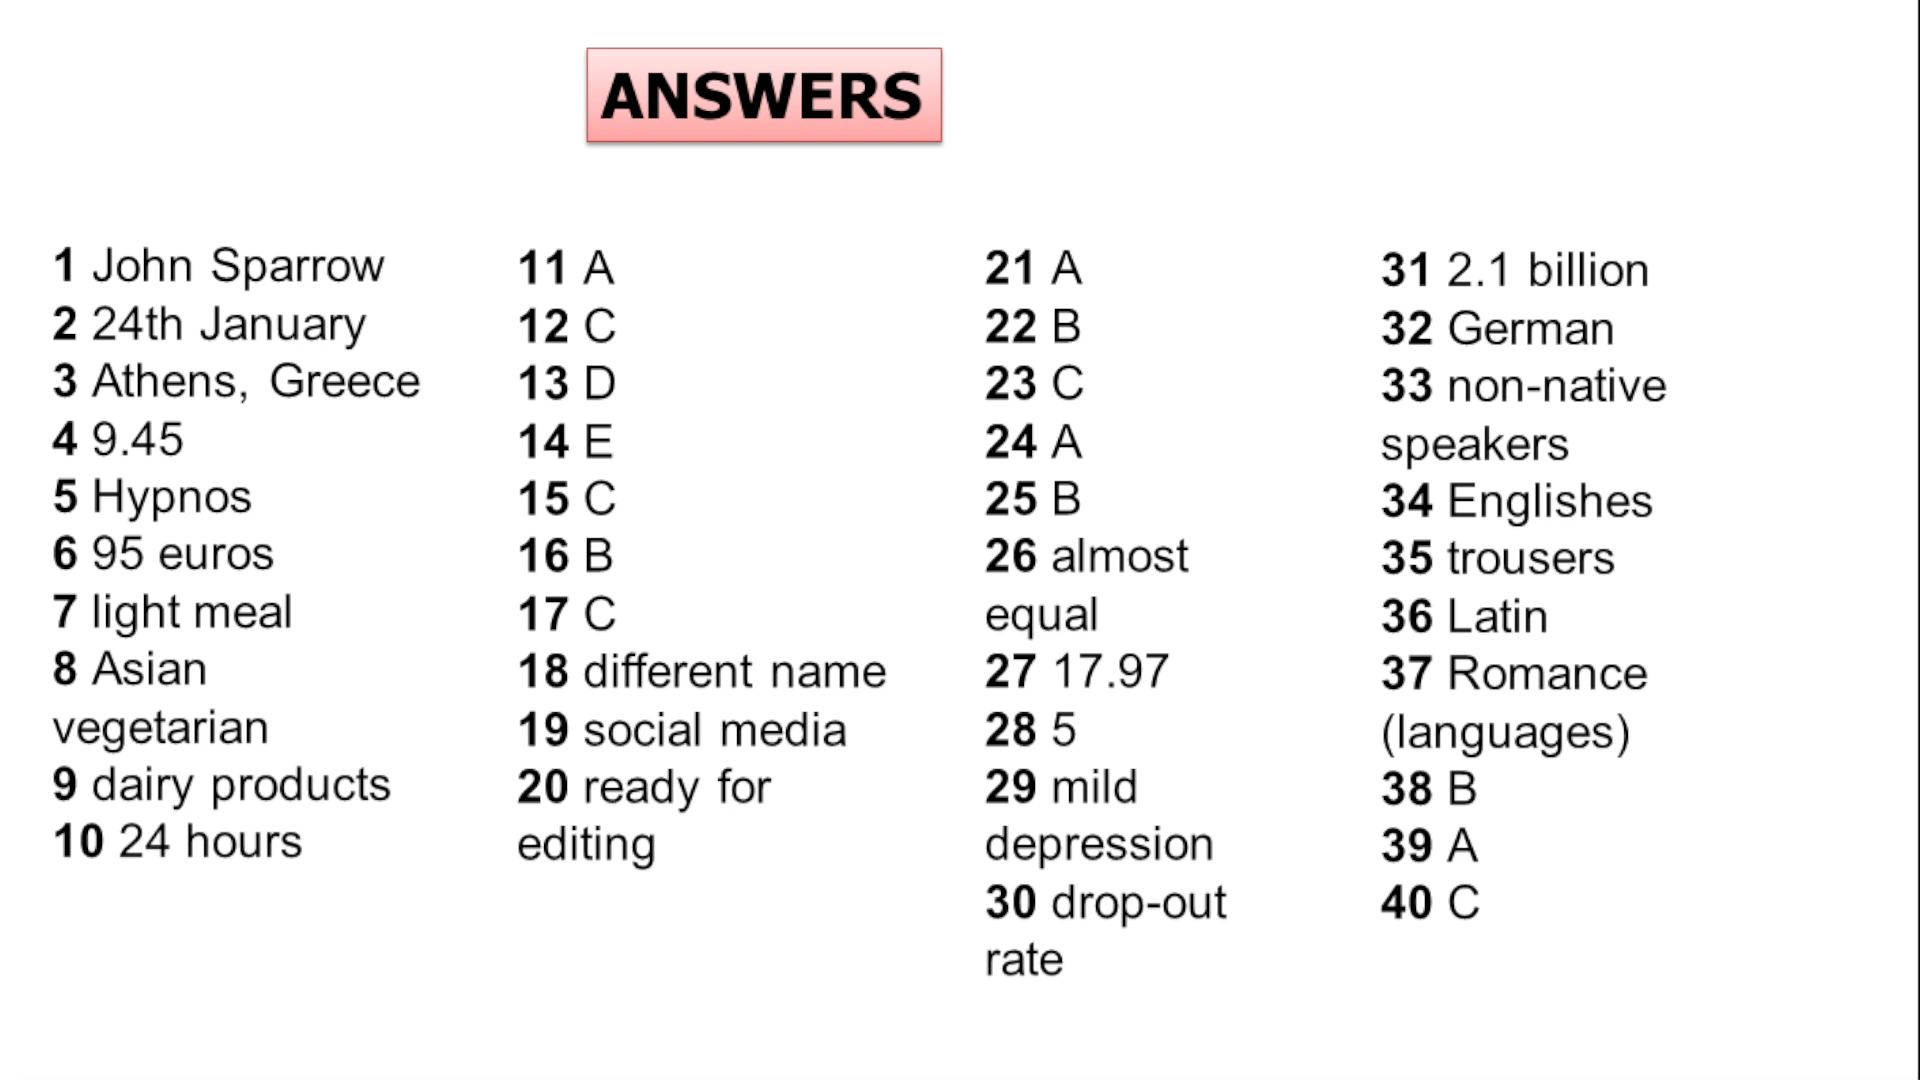 ANSWERS
1 John Sparrow
2 24th January
3 Athens, Greece
4 9.45
5 Hypnos
6 95 euros
7 light meal
8 Asian
vegetarian
9 dairy products
10 24 hours
11 A
12 C
13 D
14 E
15 C
16 B
17 C
18 different name
19 social media
20 ready for
editing
21 A
22 B
23 C
24 A
25 B
26 almost
equal
27 17.97
28 5
29 mild
depression
30 drop-out
rate
31 2.1 billion
32 German
33 non-native
speakers
34 Englishes
35 trousers
36 Latin
37 Romance
(languages)
38 B
39 A
40 C